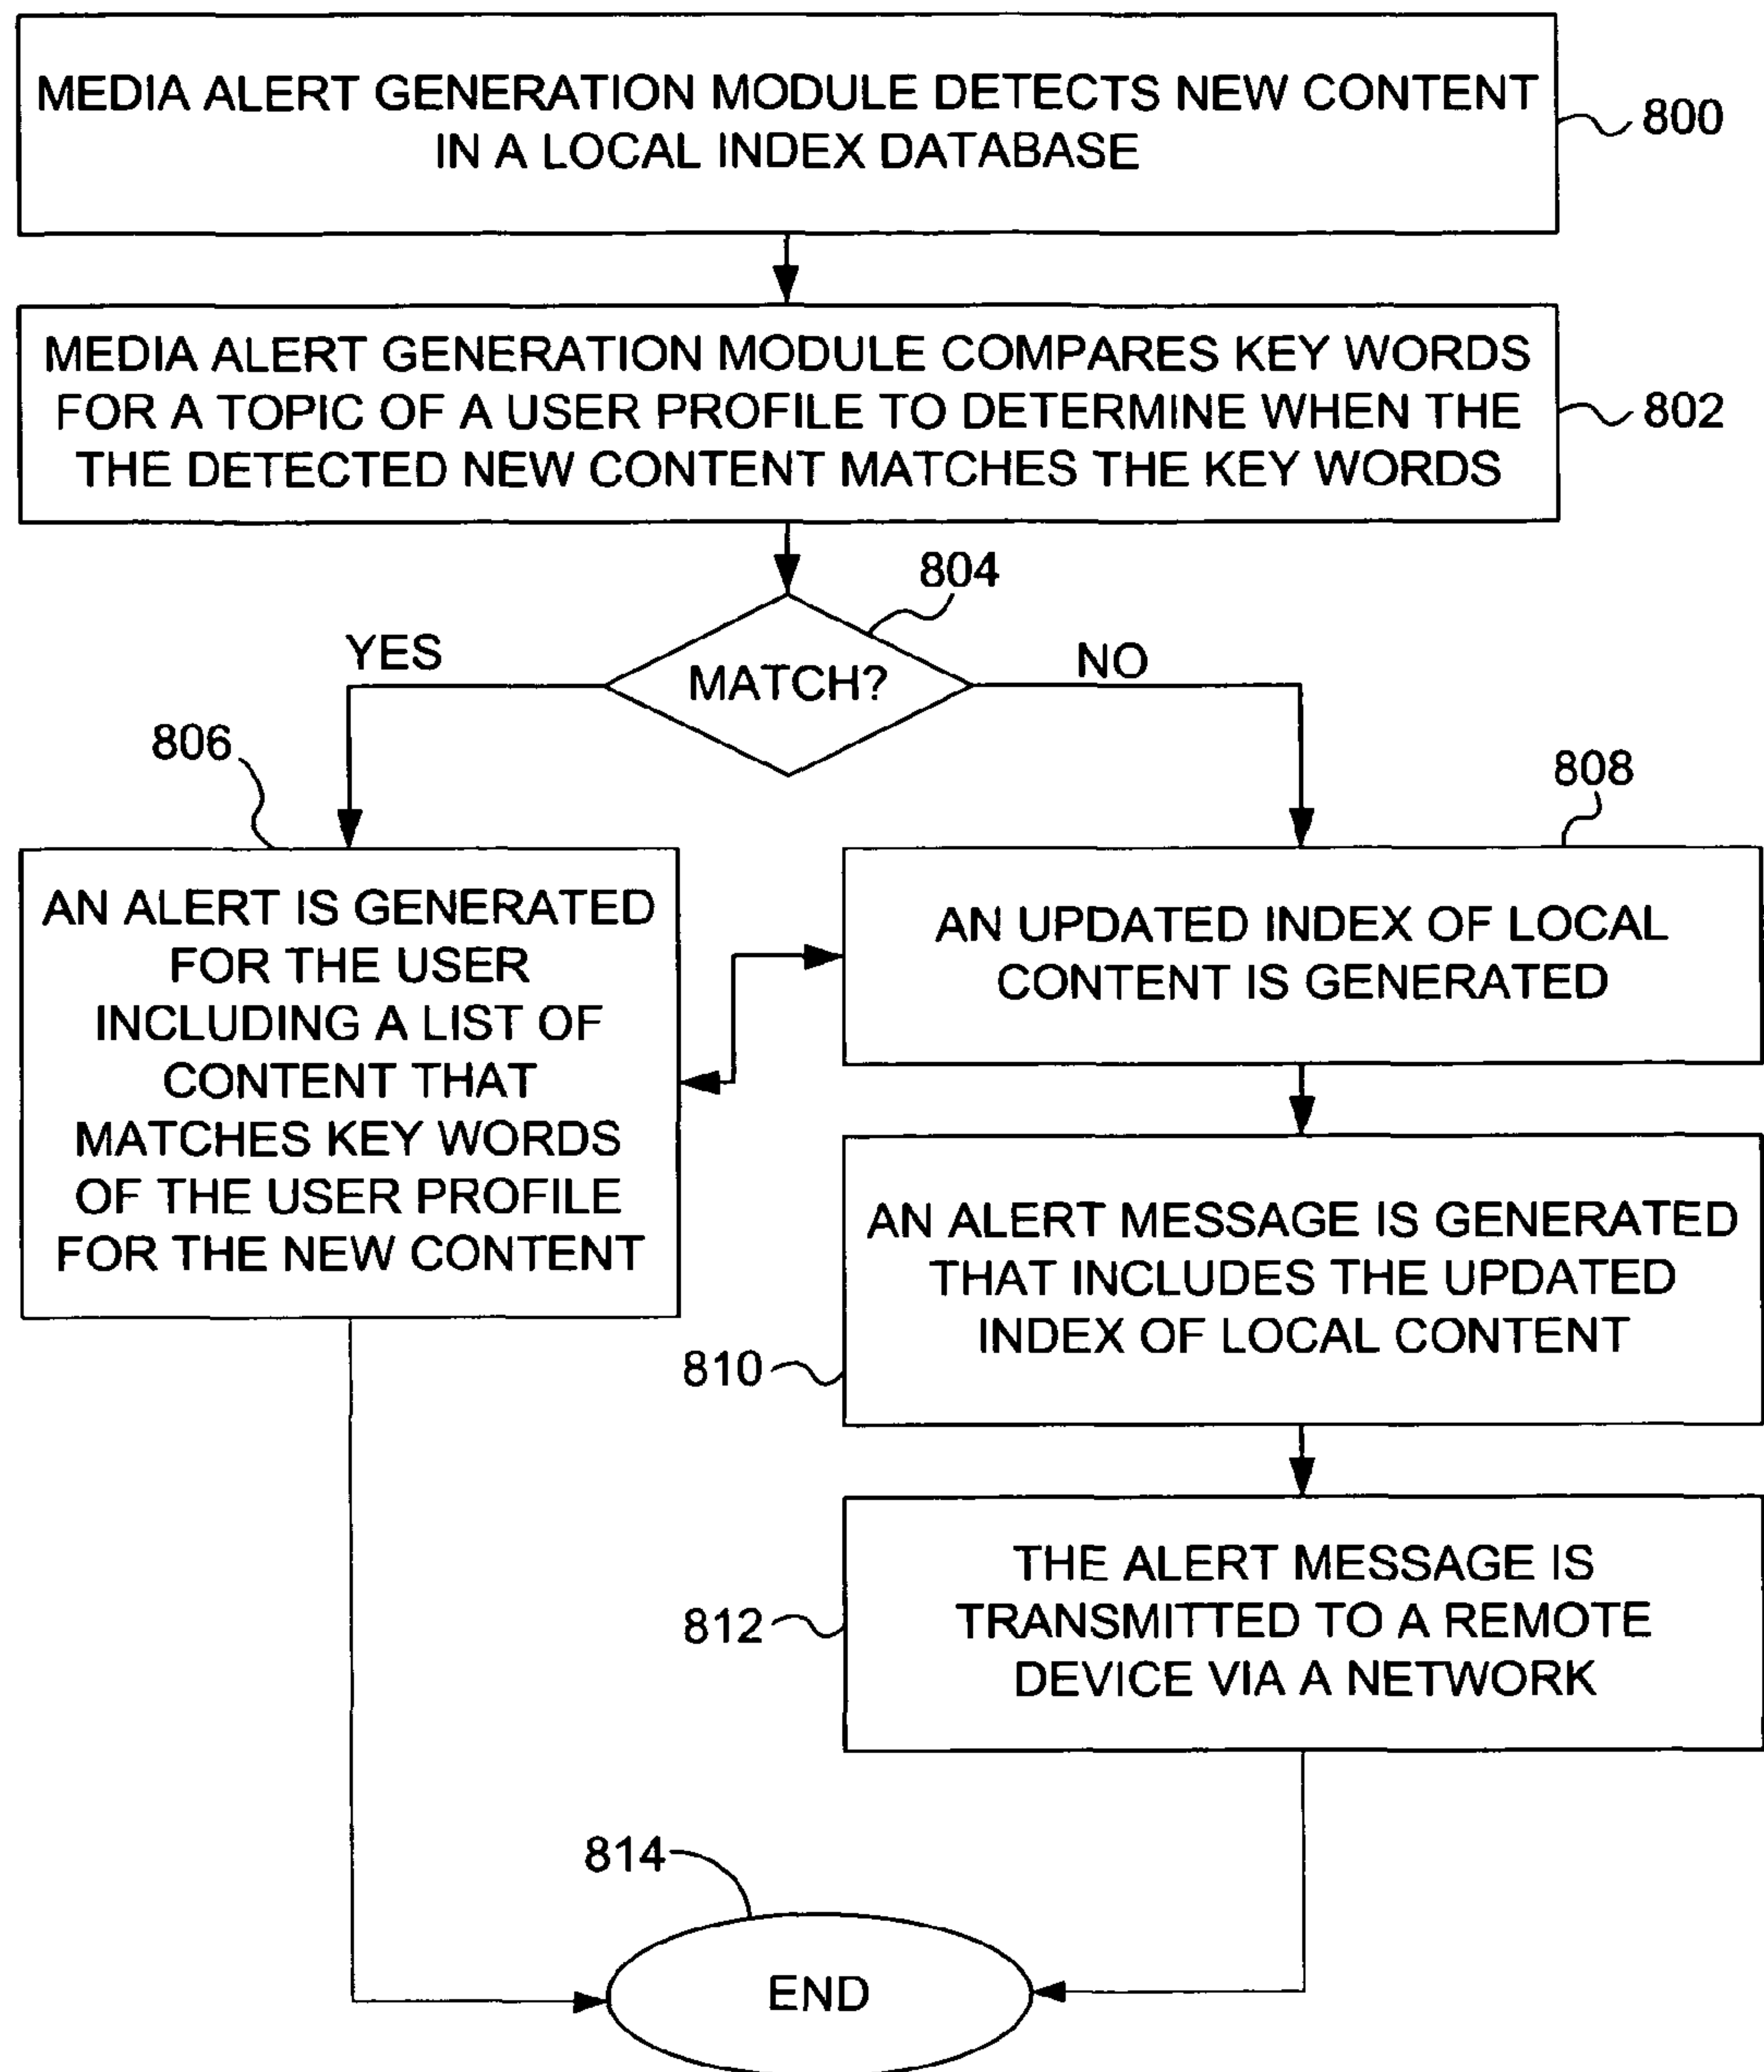 MEDIA ALERT GENERATION MODULE DETECTS NEW CONTENT
IN A LOCAL INDEX DATABASE
800
MEDIA ALERT GENERATION MODULE COMPARES KEY WORDS
FOR A TOPIC OF A USER PROFILE TO DETERMINE WHEN THE
THE DETECTED NEW CONTENT MATCHES THE KEY WORDS
802
804
YES
MATCH?
NO
806
808
AN ALERT IS GENERATED
FOR THE USER
INCLUDING A LIST OF
CONTENT THAT
MATCHES KEY WORDS
OF THE USER PROFILE
FOR THE NEW CONTENT
AN UPDATED INDEX OF LOCAL
CONTENT IS GENERATED
AN ALERT MESSAGE IS GENERATED
THAT INCLUDES THE UPDATED
INDEX OF LOCAL CONTENT
810
THE ALERT MESSAGE IS
TRANSMITTED TO A REMOTE
DEVICE VIA A NETWORK
812
814
END